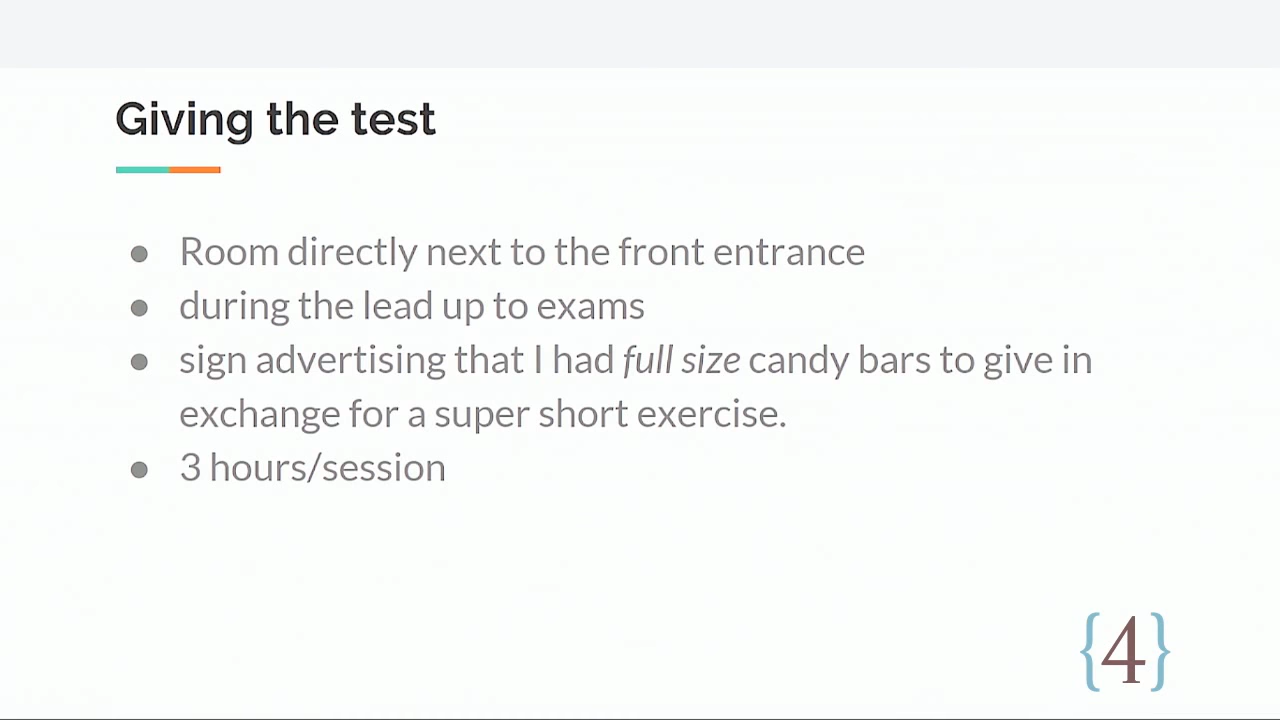 Giving the test
● Room directly next to the front entrance
● during the lead up to exams
● sign advertising that I had full size candy bars to give in
exchange for a super short exercise.
● 3 hours/session
{4}